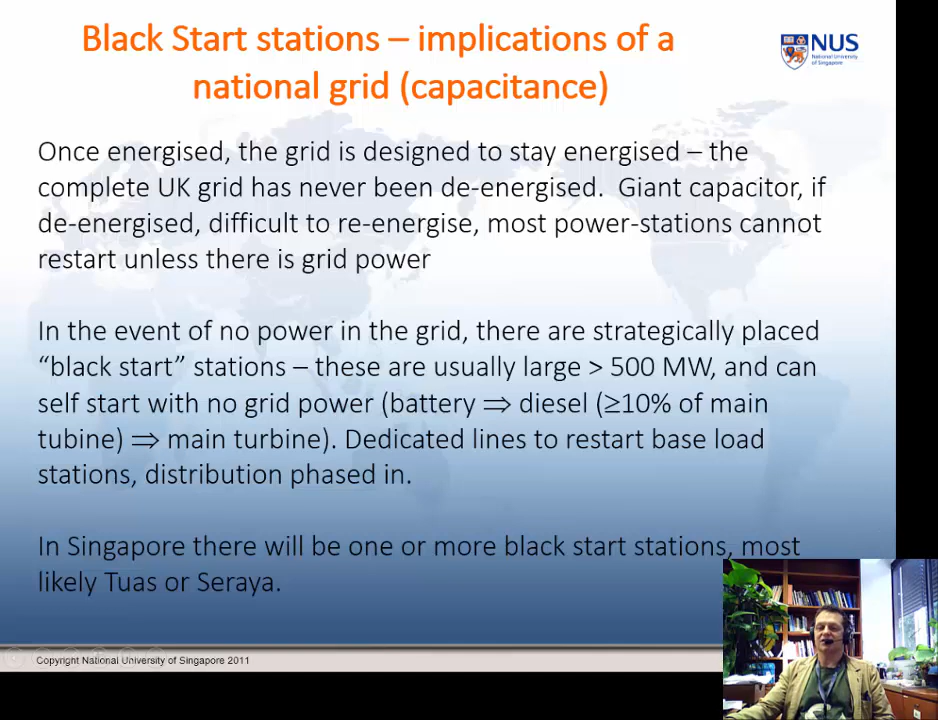 Black Start stations – implications of a
national grid (capacitance)
NUS
National University
of Singapore
Once energised, the grid is designed to stay energised – the
complete UK grid has never been de-energised. Giant capacitor, if
de-energised, difficult to re-energise, most power-stations cannot
restart unless there is grid power
In the event of no power in the grid, there are strategically placed
“black start” stations – these are usually large > 500 MW, and can
self start with no grid power (battery ⇒ diesel (≥10% of main
tubine) ⇒ main turbine). Dedicated lines to restart base load
stations, distribution phased in.
In Singapore there will be one or more black start stations, most
likely Tuas or Seraya.
Copyright National University of Singapore 2011